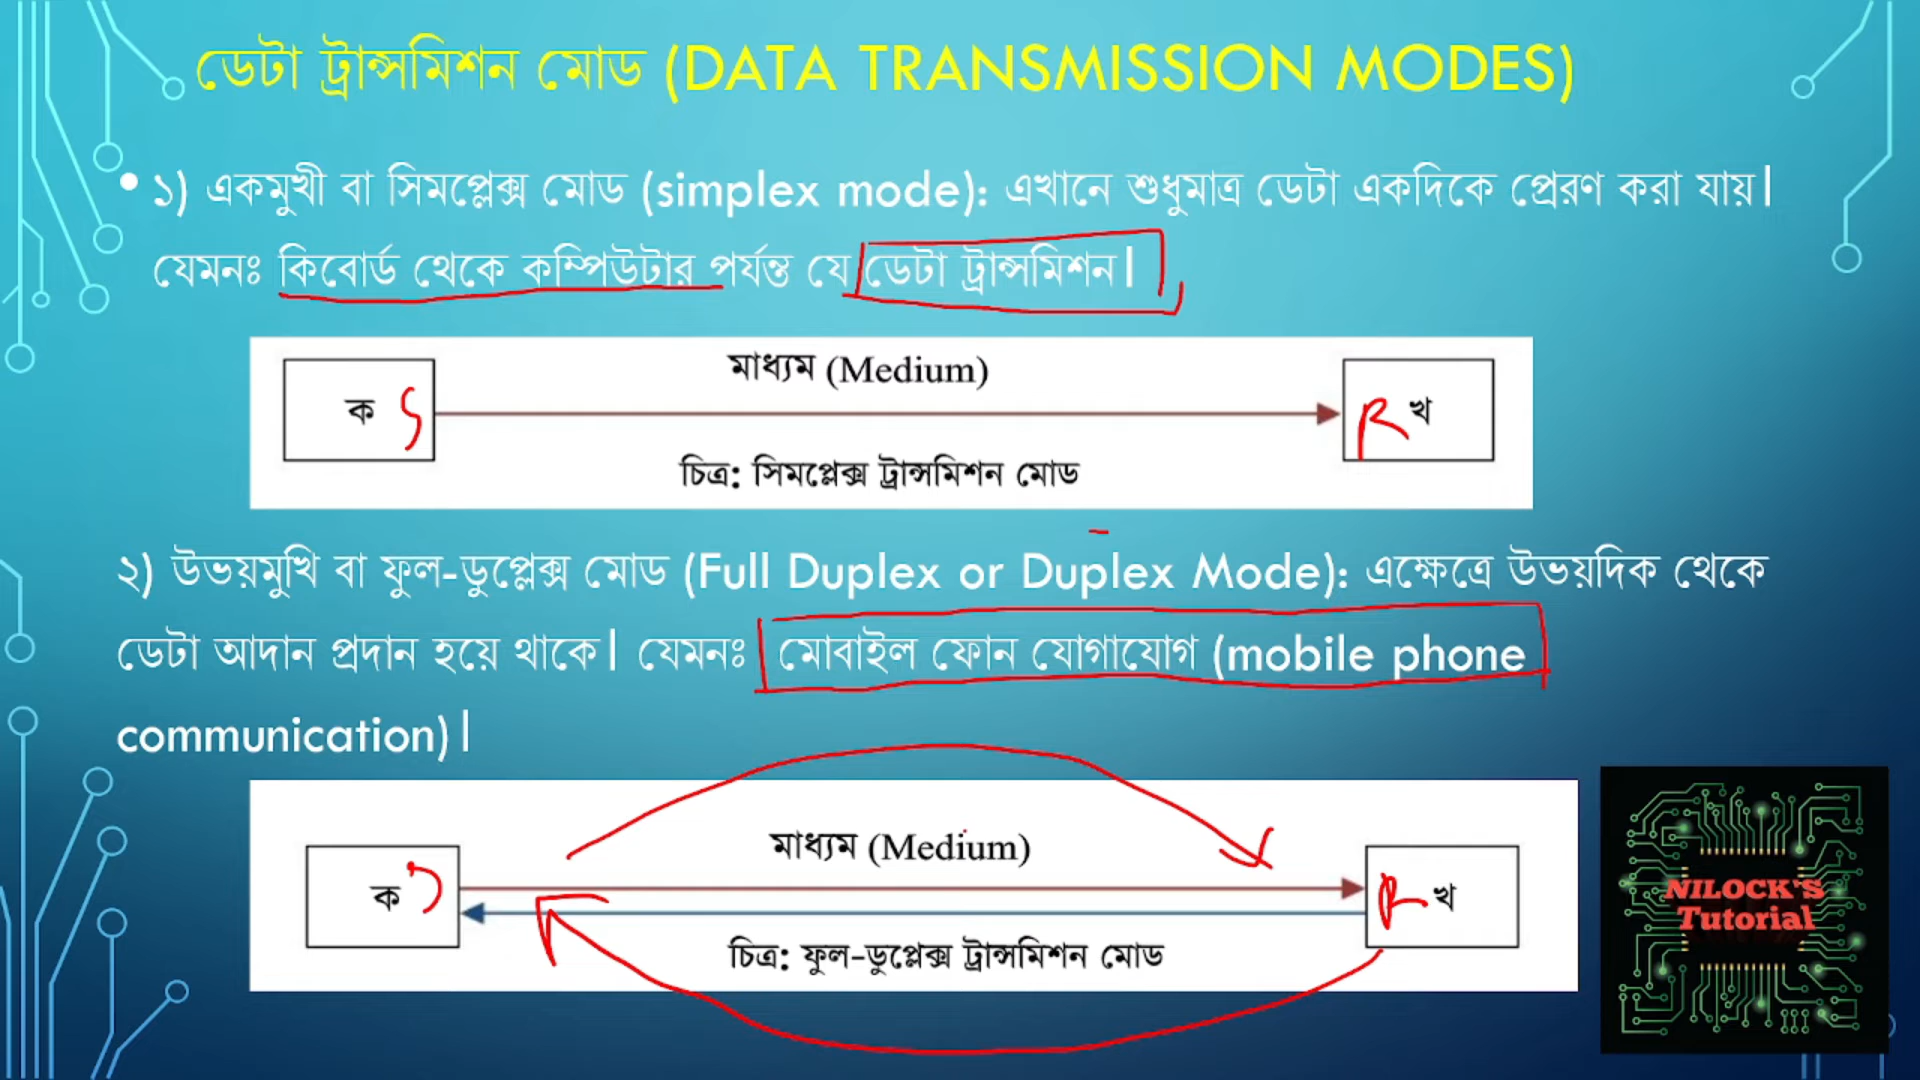 ডেটা ট্রান্সমিশন মোড (DATA TRANSMISSION MODES)
• ১) একমুখী বা সিমপ্লেক্স মোড (simplex mode): এখানে শুধুমাত্র ডেটা একদিকে প্রেরণ করা যায়।
যেমনঃ কিবোর্ড থেকে কম্পিউটার পর্যন্ত যে ডেটা ট্রান্সমিশন।
মাধ্যম (Medium)
ক S
R খ
চিত্র: সিমপ্লেক্স ট্রান্সমিশন মোড
২) উভয়মুখি বা ফুল-ডুপ্লেক্স মোড (Full Duplex or Duplex Mode): এক্ষেত্রে উভয়দিক থেকে
ডেটা আদান প্রদান হয়ে থাকে। যেমনঃ মোবাইল ফোন যোগাযোগ (mobile phone
communication)।
মাধ্যম (Medium)
ক
R খ
চিত্র: ফুল-ডুপ্লেক্স ট্রান্সমিশন মোড
NILOCK'S
Tutorial